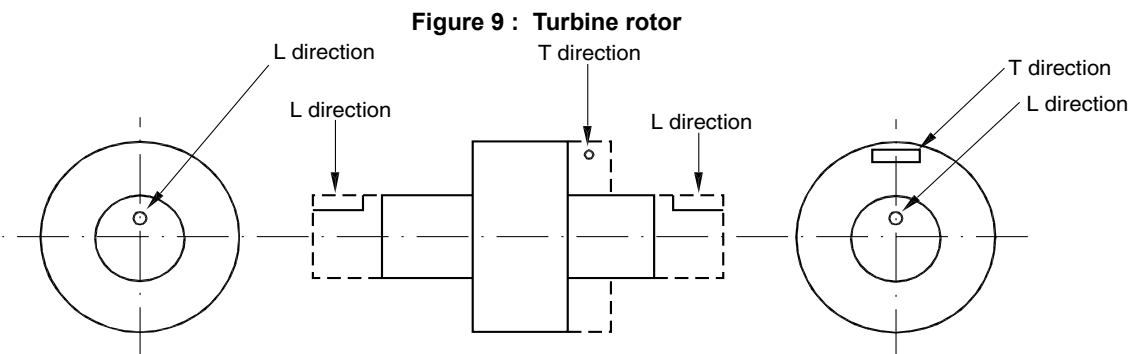 Figure 9 : Turbine rotor
L direction
T direction
L direction
L direction
T direction
L direction